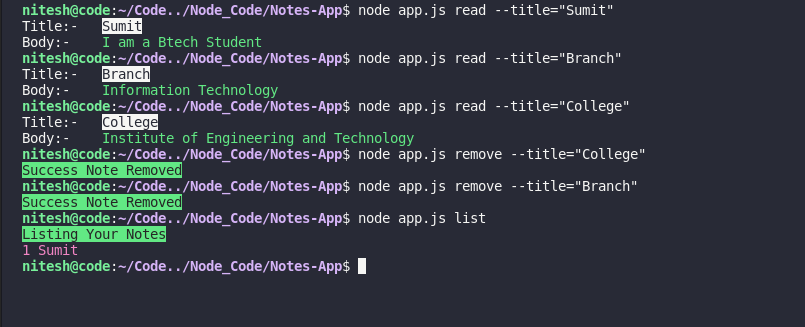 nitesh@code:~/Code../Node_Code/Notes-App$ node app.js read --title="Sumit"
Title:-   Sumit
Body:-    I am a Btech Student
nitesh@code:~/Code../Node_Code/Notes-App$ node app.js read --title="Branch"
Title:-   Branch
Body:-    Information Technology
nitesh@code:~/Code../Node_Code/Notes-App$ node app.js read --title="College"
Title:-   College
Body:-    Institute of Engineering and Technology
nitesh@code:~/Code../Node_Code/Notes-App$ node app.js remove --title="College"
Success Note Removed
nitesh@code:~/Code../Node_Code/Notes-App$ node app.js remove --title="Branch"
Success Note Removed
nitesh@code:~/Code../Node_Code/Notes-App$ node app.js list
Listing Your Notes
1 Sumit
nitesh@code:~/Code../Node_Code/Notes-App$